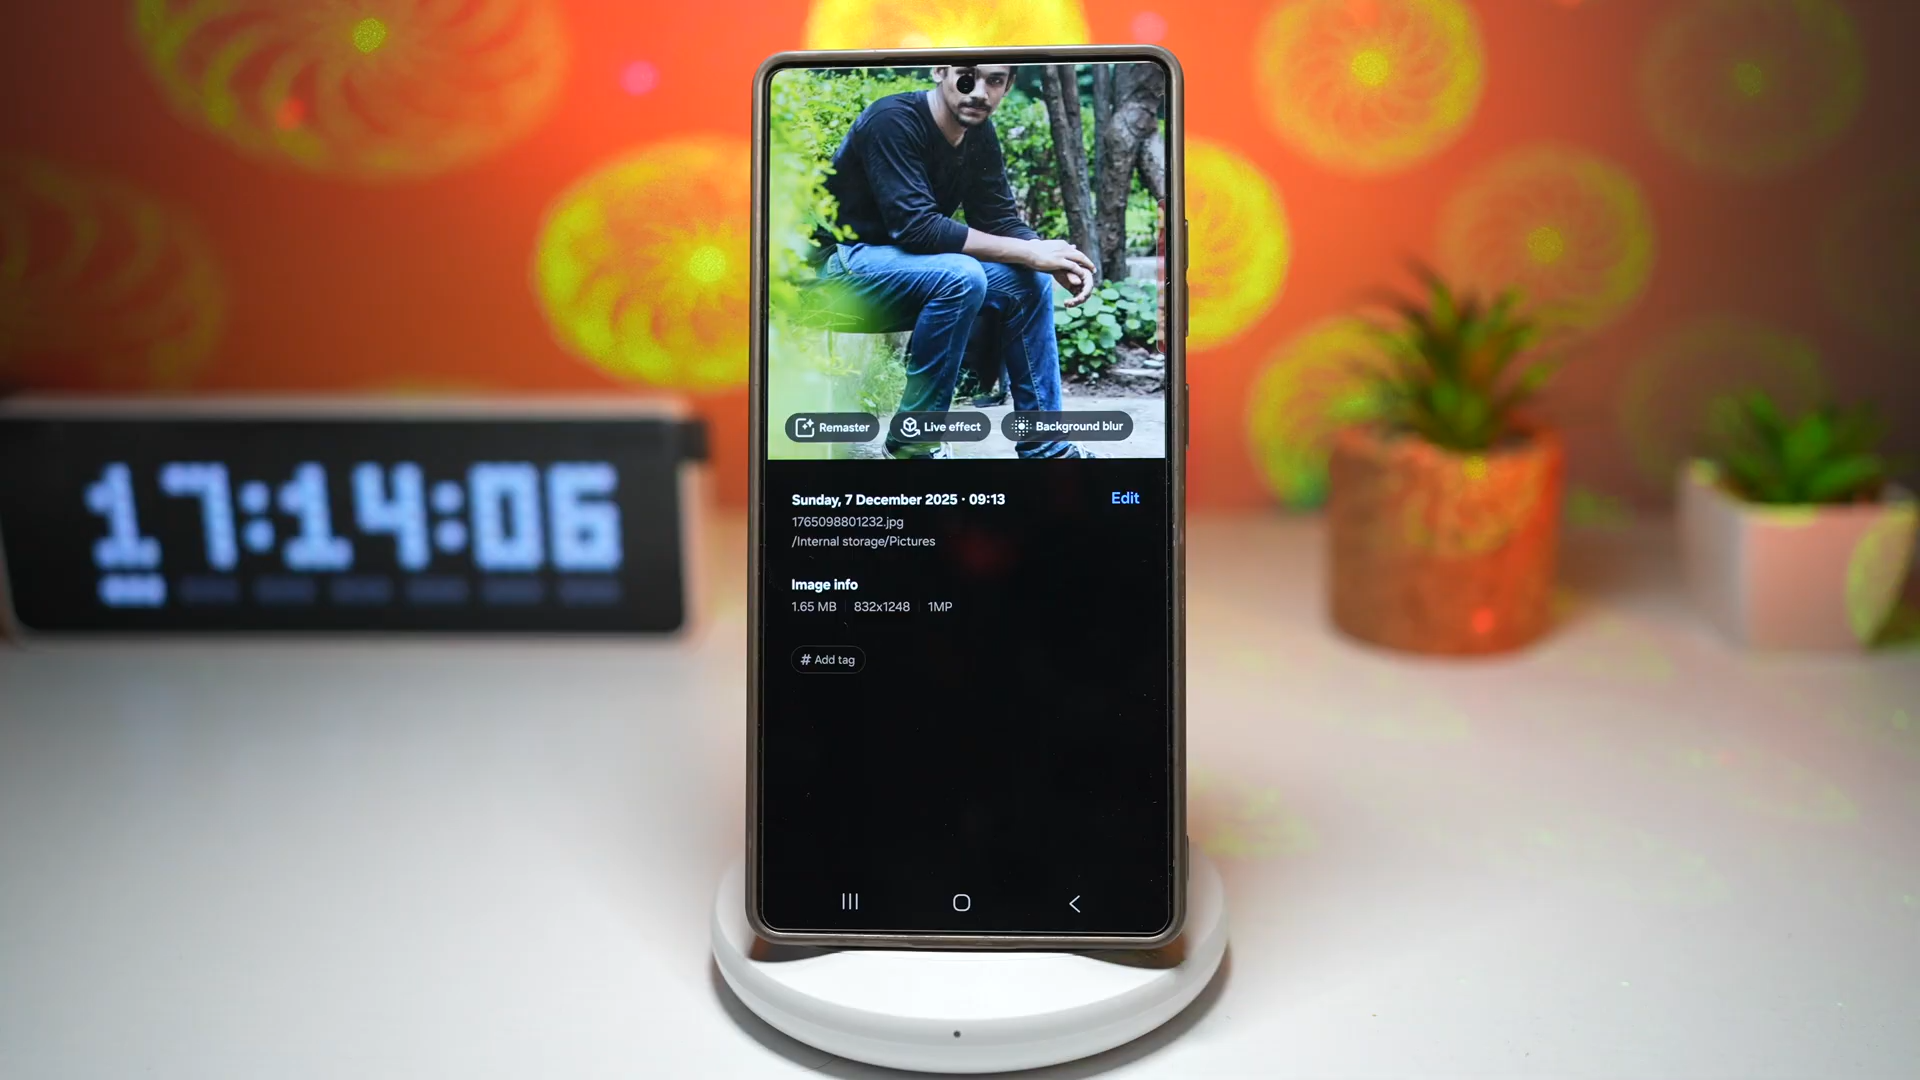 17:14:06
Remaster
Live effect
Background blur
Sunday, 7 December 2025 · 09:13
Edit
1765098801232.jpg
/Internal storage/Pictures
Image info
1.65 MB | 832x1248 | 1MP
# Add tag